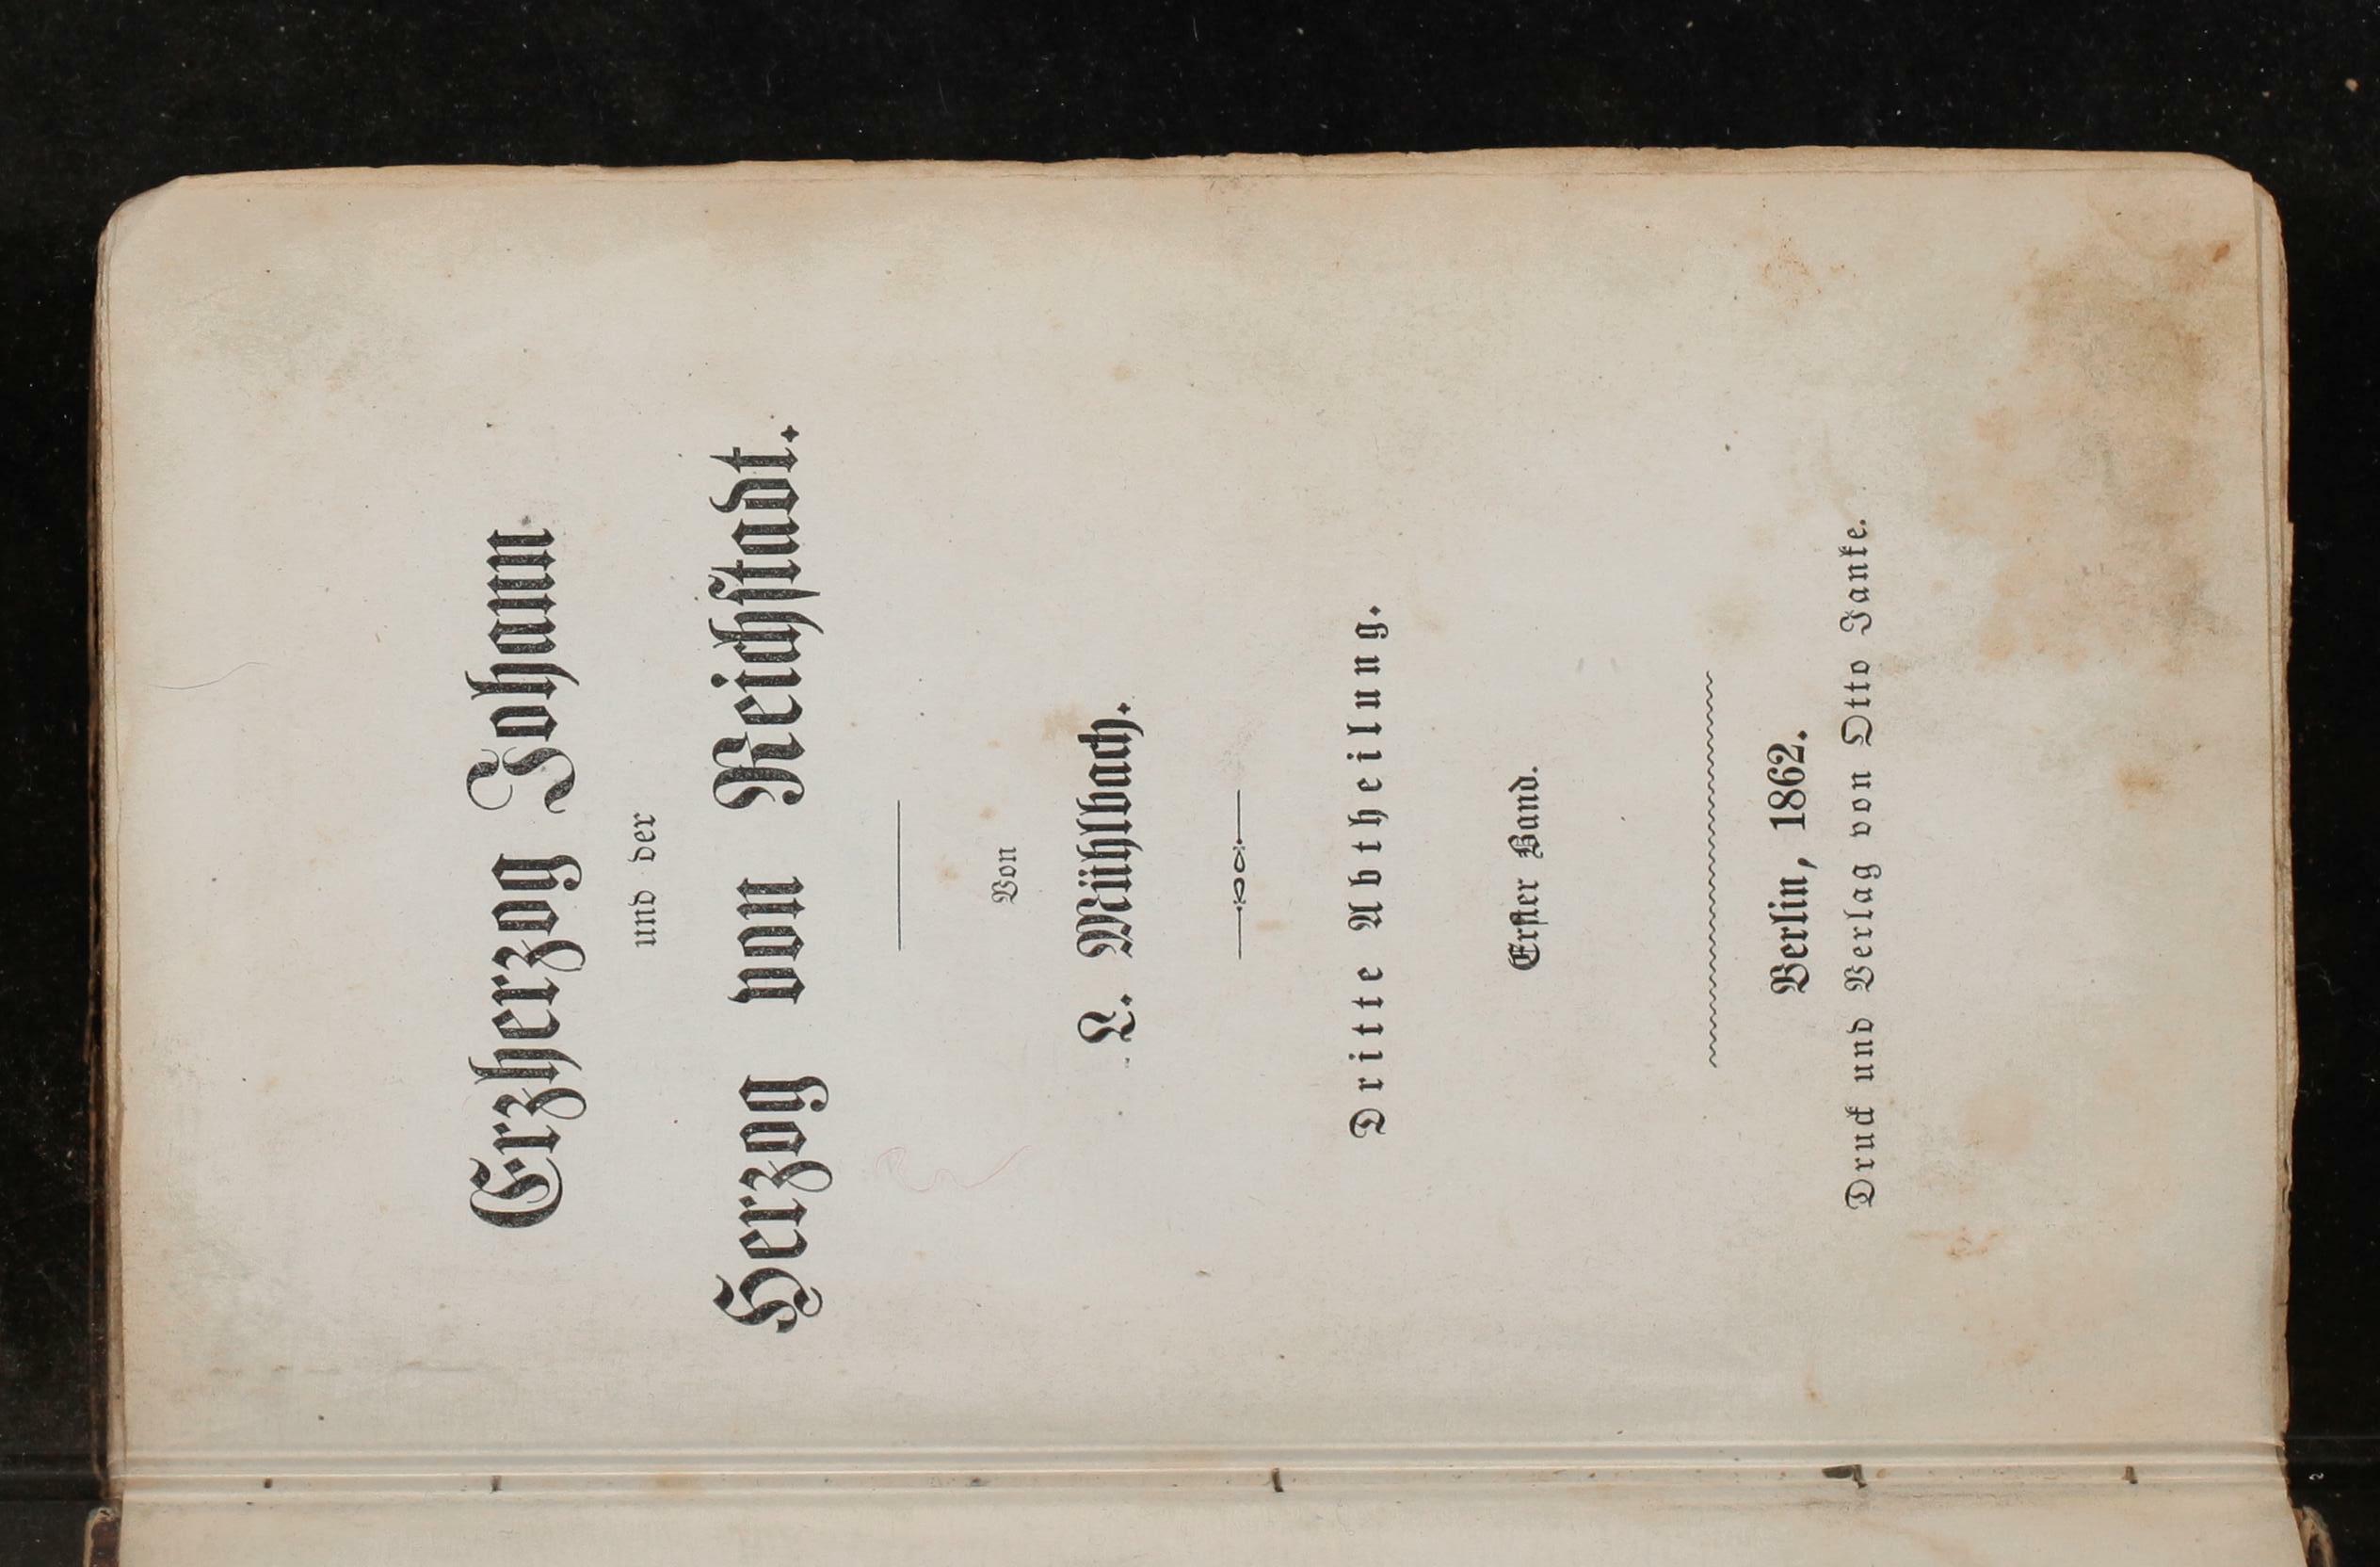 Erzherzog Johann
und der
Herzog von Reichſtadt.
Von
L. Mühlbach.
Dritte Abtheilung.
Erſter Band.
Berlin, 1862.
Druck und Verlag von Otto Janke.